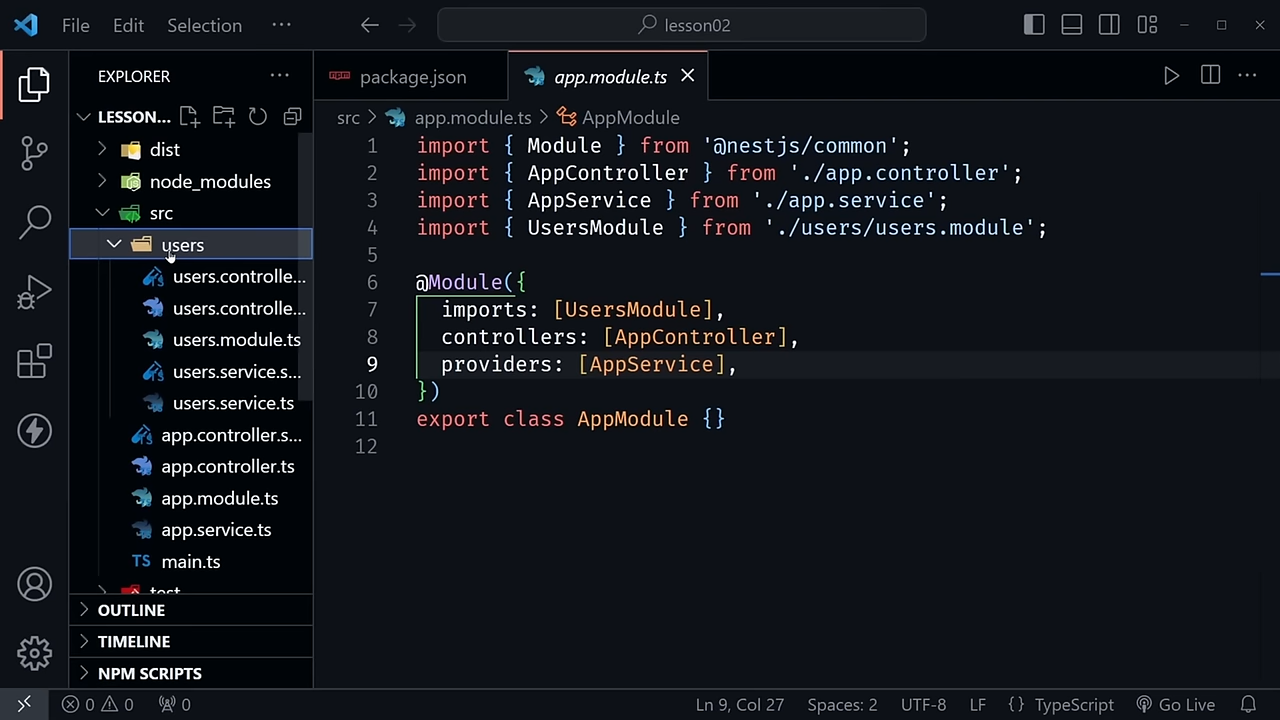 File Edit Selection ···
lesson02
EXPLORER ···
LESSON...
dist
node_modules
src
users
users.controlle...
users.controlle...
users.module.ts
users.service.s...
users.service.ts
app.controller.s...
app.controller.ts
app.module.ts
app.service.ts
TS main.ts
test
OUTLINE
TIMELINE
NPM SCRIPTS
package.json
app.module.ts
src > app.module.ts > AppModule
1 import { Module } from '@nestjs/common';
2 import { AppController } from './app.controller';
3 import { AppService } from './app.service';
4 import { UsersModule } from './users/users.module';
5
6 @Module({
7 imports: [UsersModule],
8 controllers: [AppController],
9 providers: [AppService],
10 })
11 export class AppModule {}
12
0 0 0 Ln 9, Col 27 Spaces: 2 UTF-8 LF {} TypeScript Go Live